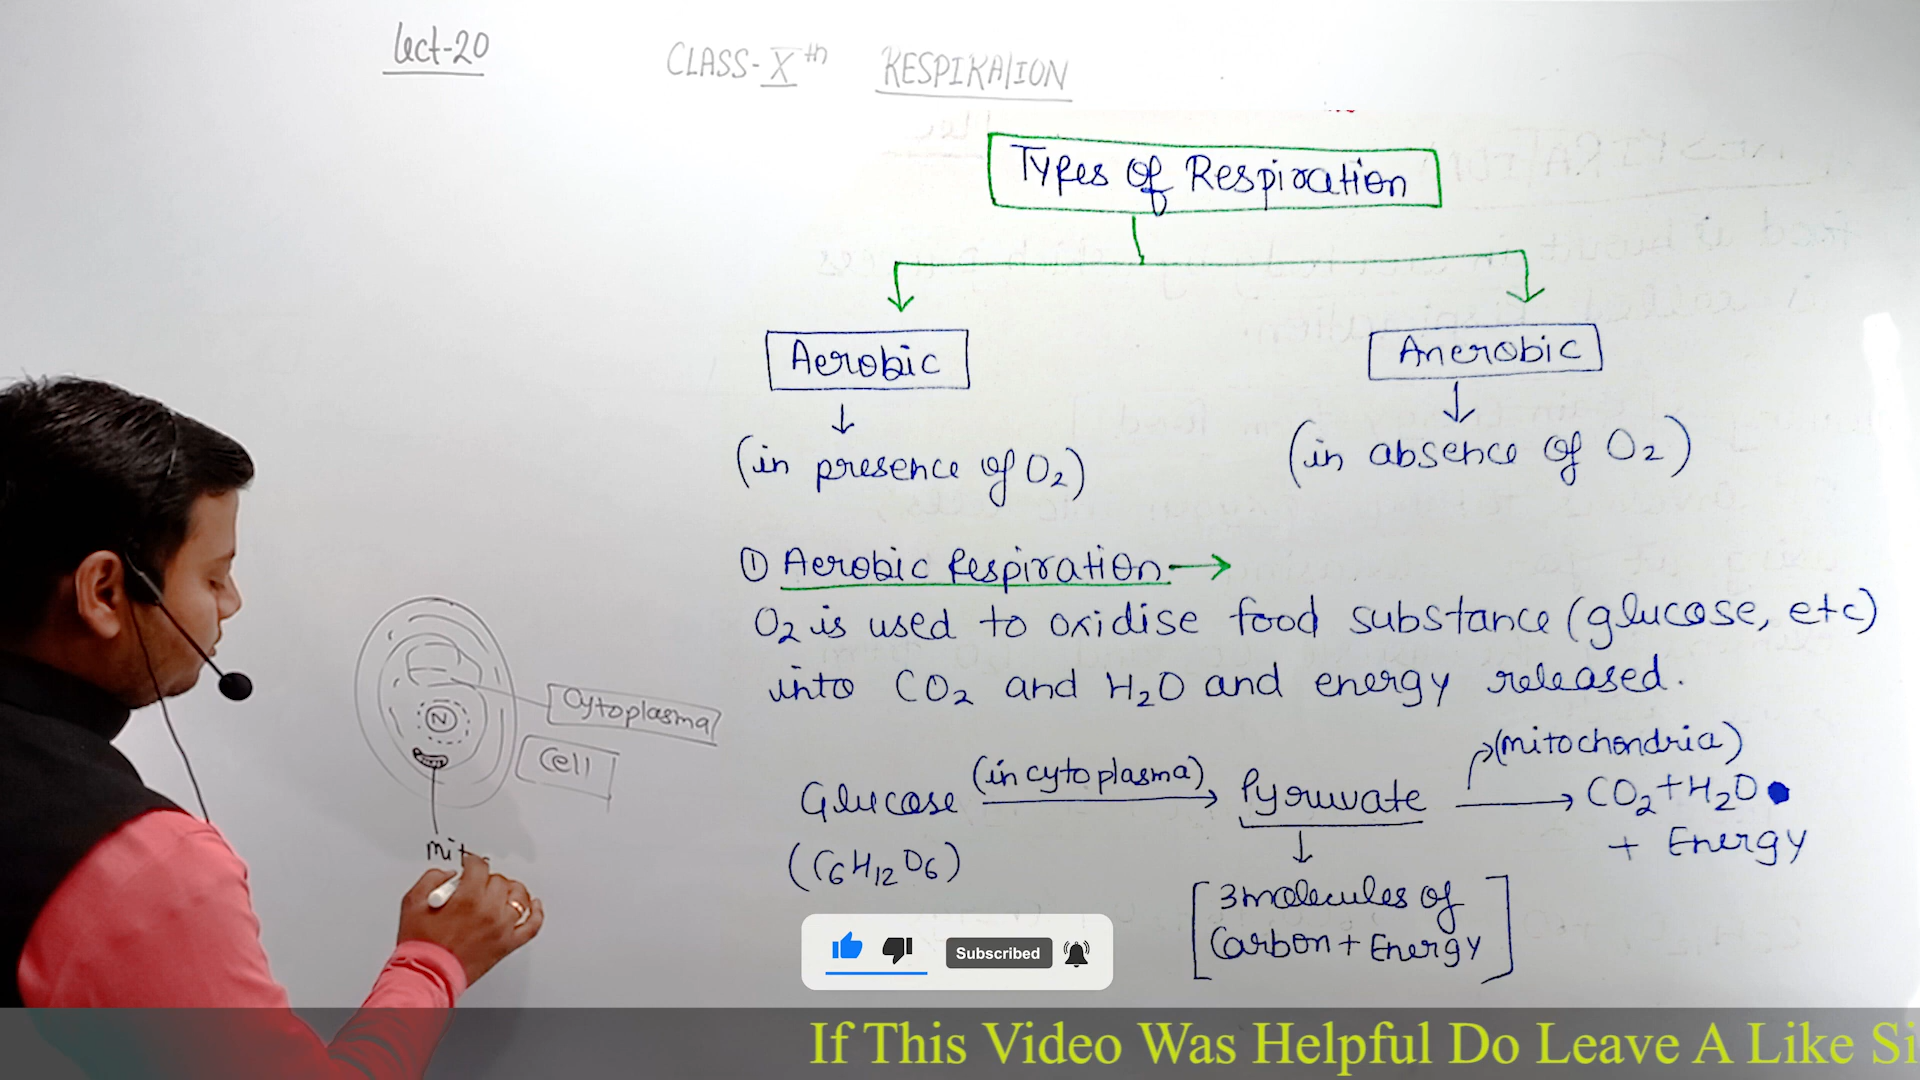 Lect-20
CLASS-Xth RESPIRATION
Types of Respiration
Aerobic
Anerobic
(in presence of O2)
(in absence of O2)
① Aerobic Respiration →
O2 is used to oxidise food substance (glucose, etc)
into CO2 and H2O and energy released.
(mitochondria)
Glucose (in cytoplasma) Pyruvate → CO2 + H2O
+ Energy
(C6H12O6)
[3 molecules of
Carbon + Energy]
Cytoplasma
Cell
N
mit
Subscribed
If This Video Was Helpful Do Leave A Like Si